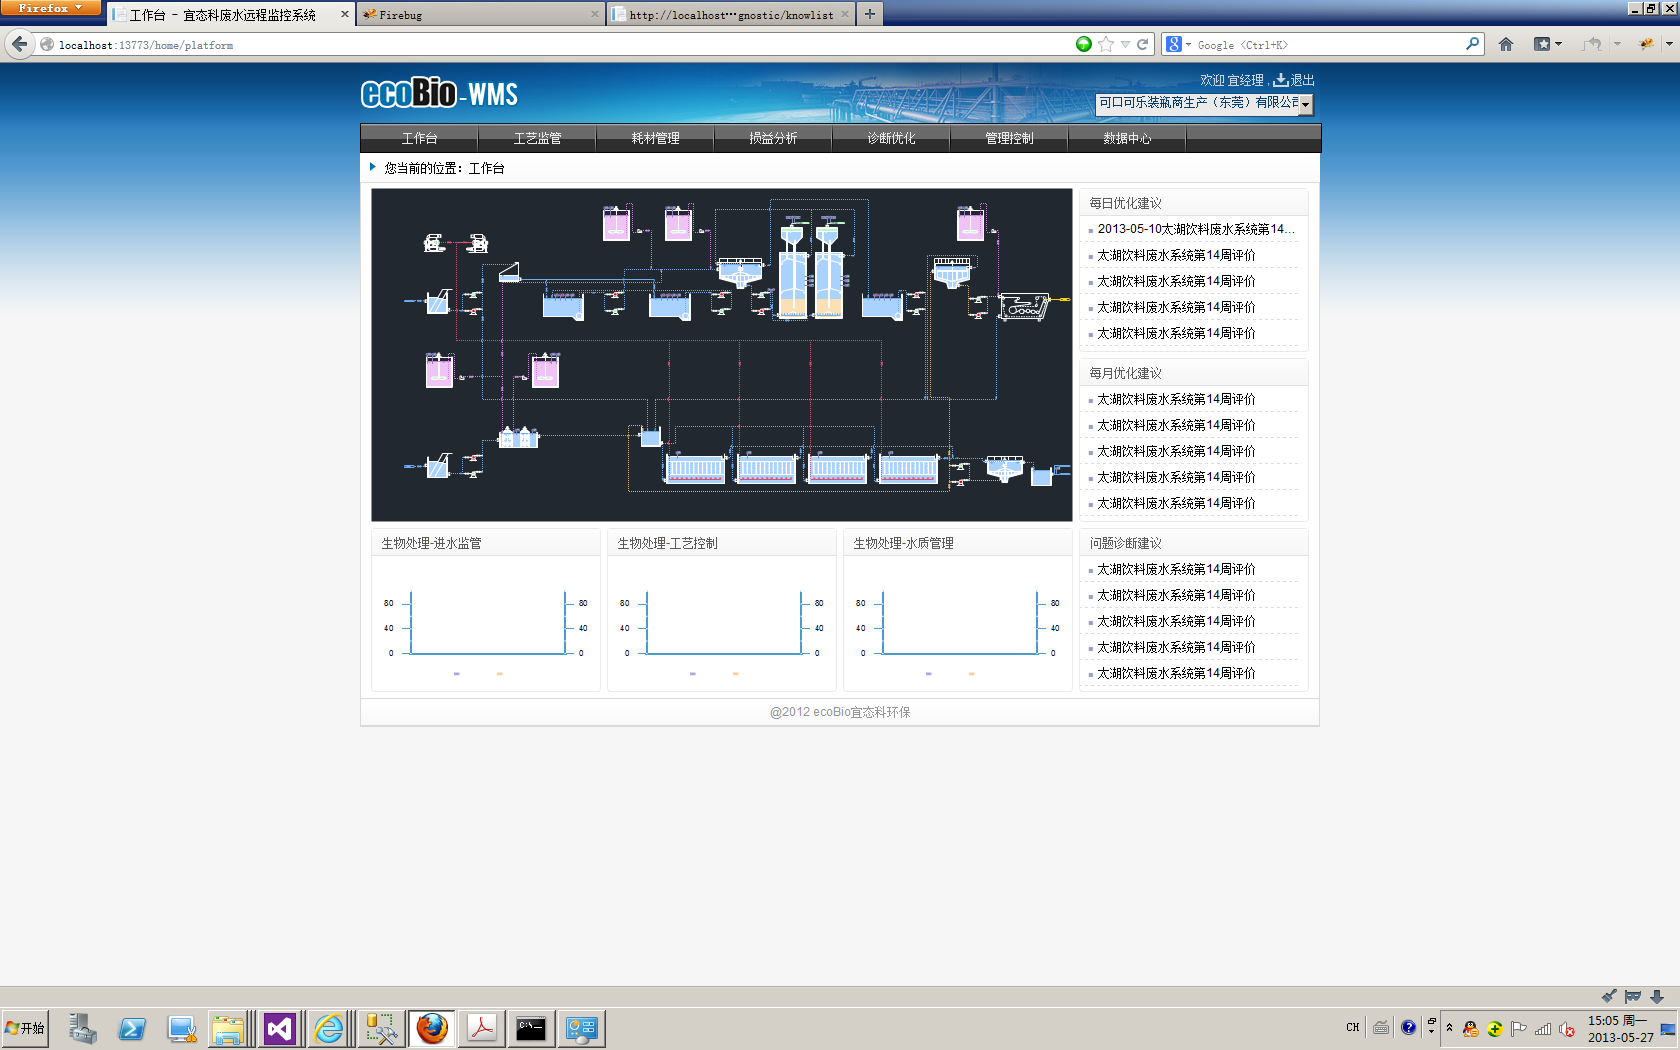 Firefox
工作台 - 宜态科废水远程监控系统
Firebug
http://localhost···gnostic/knowlist
localhost:13773/home/platform
Google <Ctrl+K>
ecoBio-WMS
欢迎 宜经理 , 退出
可口可乐装瓶商生产（东莞）有限公司
工作台
工艺监管
耗材管理
损益分析
诊断优化
管理控制
数据中心
您当前的位置：工作台
每日优化建议
2013-05-10太湖饮料废水系统第14...
太湖饮料废水系统第14周评价
太湖饮料废水系统第14周评价
太湖饮料废水系统第14周评价
太湖饮料废水系统第14周评价
每月优化建议
太湖饮料废水系统第14周评价
太湖饮料废水系统第14周评价
太湖饮料废水系统第14周评价
太湖饮料废水系统第14周评价
太湖饮料废水系统第14周评价
生物处理-进水监管
80
40
0
80
40
0
生物处理-工艺控制
80
40
0
80
40
0
生物处理-水质管理
80
40
0
80
40
0
问题诊断建议
太湖饮料废水系统第14周评价
太湖饮料废水系统第14周评价
太湖饮料废水系统第14周评价
太湖饮料废水系统第14周评价
太湖饮料废水系统第14周评价
@2012 ecoBio宜态科环保
开始
C:\_
CH
15:05 周一
2013-05-27